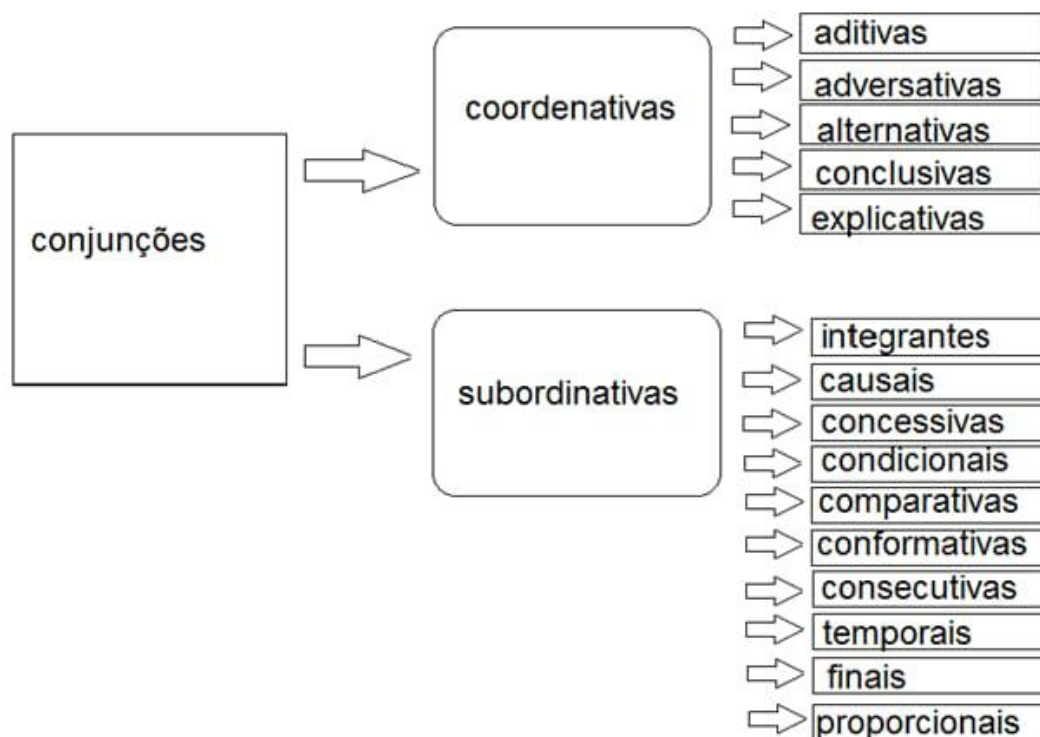 conjunções
coordenativas
aditivas
adversativas
alternativas
conclusivas
explicativas
subordinativas
integrantes
causais
concessivas
condicionais
comparativas
conformativas
consecutivas
temporais
finais
proporcionais